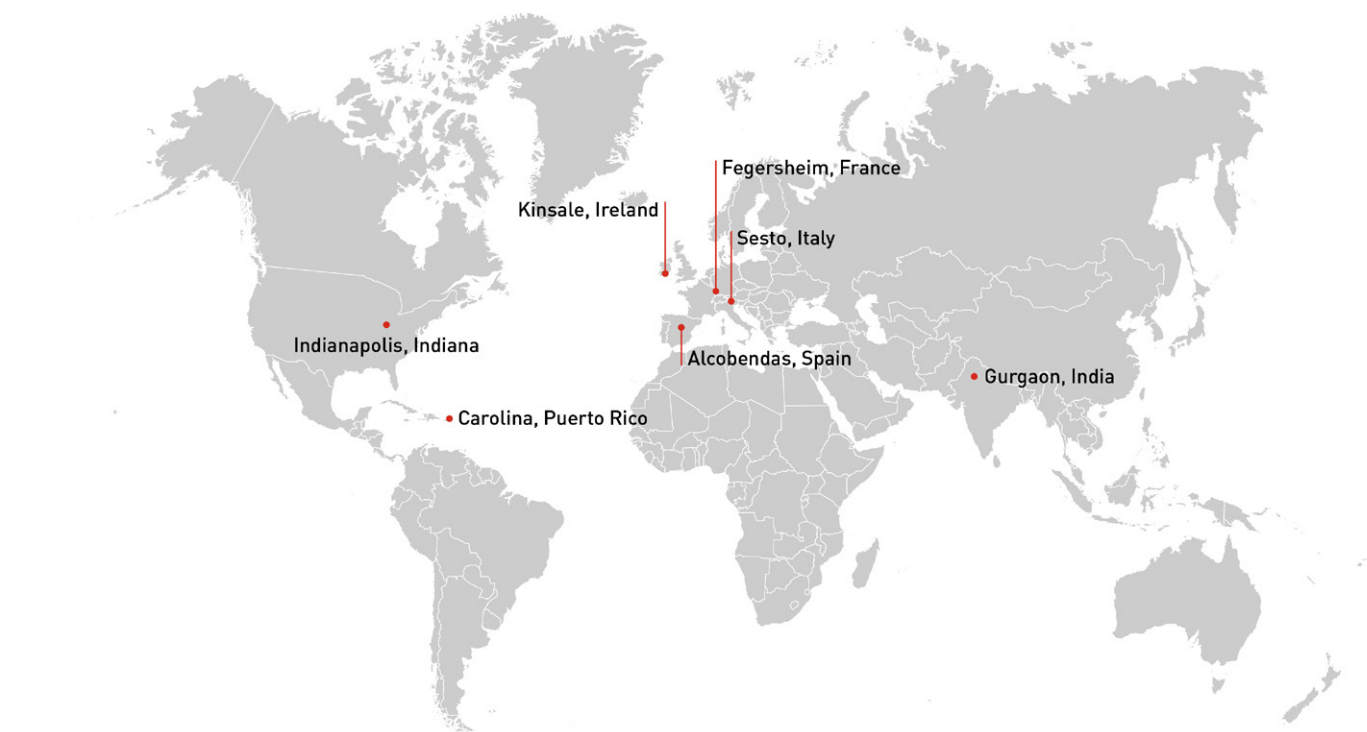 Fegersheim, France
Kinsale, Ireland
Sesto, Italy
Indianapolis, Indiana
Alcobendas, Spain
Gurgaon, India
Carolina, Puerto Rico